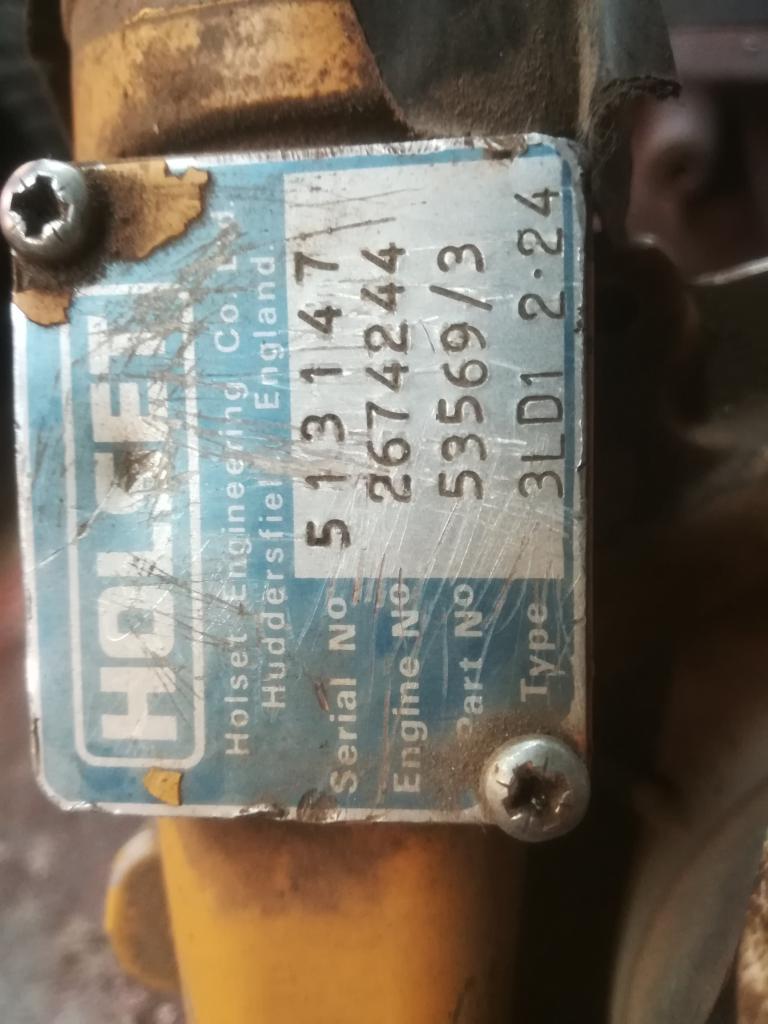 HOLSET
Holset Engineering Co. Ltd.
Huddersfield England.
Serial Nº 513147
Engine Nº 2674244
Part Nº 53569/3
Type 3LD1 2·24